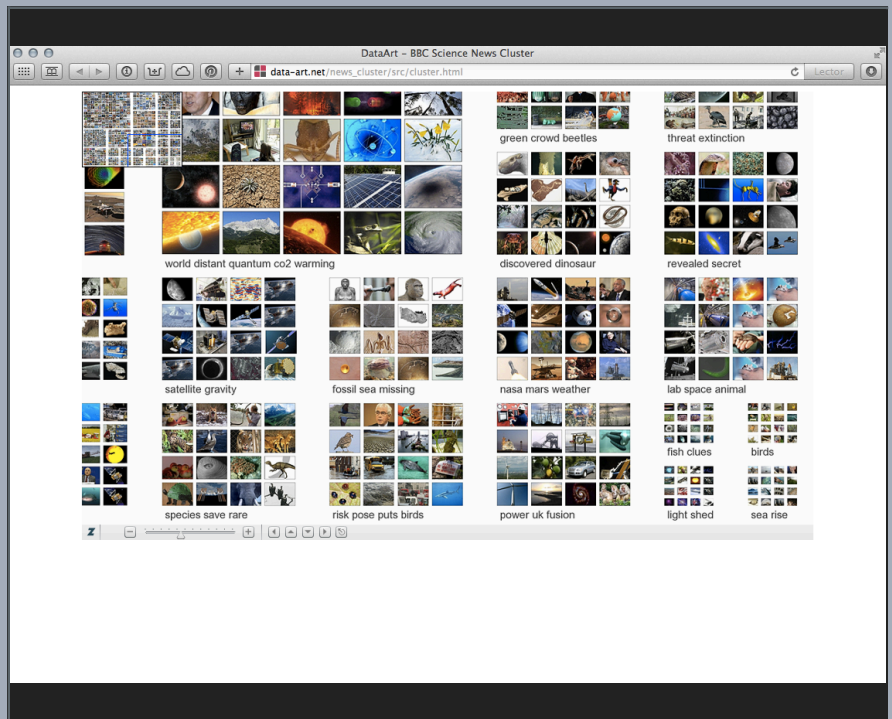 DataArt – BBC Science News Cluster
data-art.net/news_cluster/src/cluster.html
Lector
green crowd beetles
threat extinction
world distant quantum co2 warming
discovered dinosaur
revealed secret
satellite gravity
fossil sea missing
nasa mars weather
lab space animal
fish clues
birds
species save rare
risk pose puts birds
power uk fusion
light shed
sea rise
Z